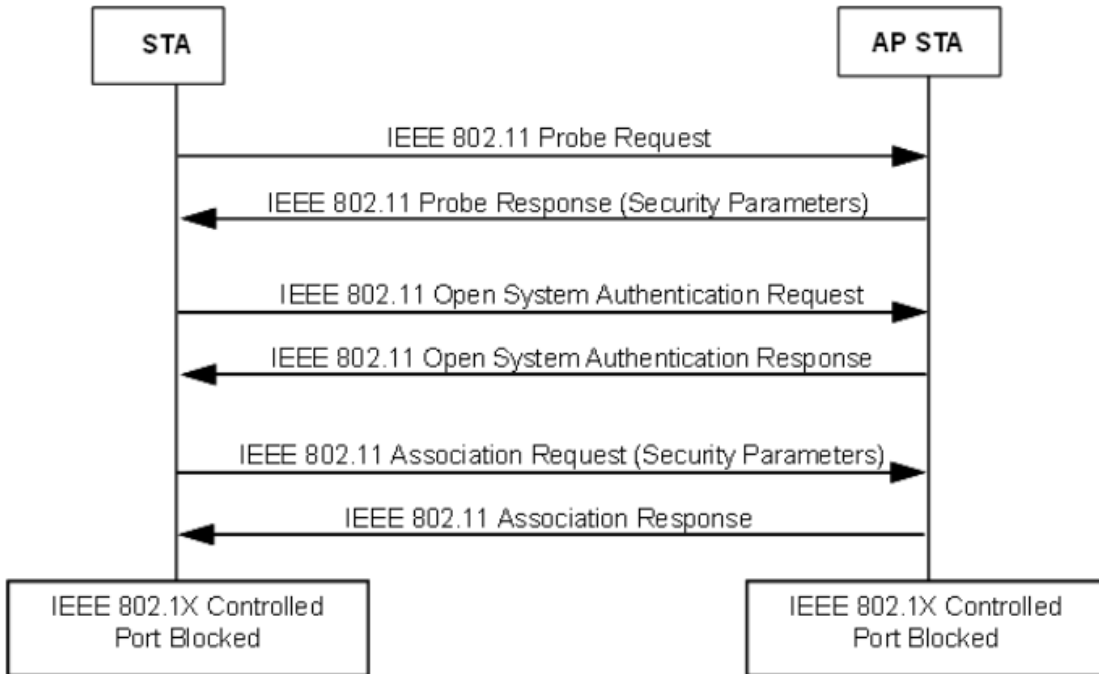 STA
AP STA
IEEE 802.11 Probe Request
IEEE 802.11 Probe Response (Security Parameters)
IEEE 802.11 Open System Authentication Request
IEEE 802.11 Open System Authentication Response
IEEE 802.11 Association Request (Security Parameters)
IEEE 802.11 Association Response
IEEE 802.1X Controlled
Port Blocked
IEEE 802.1X Controlled
Port Blocked